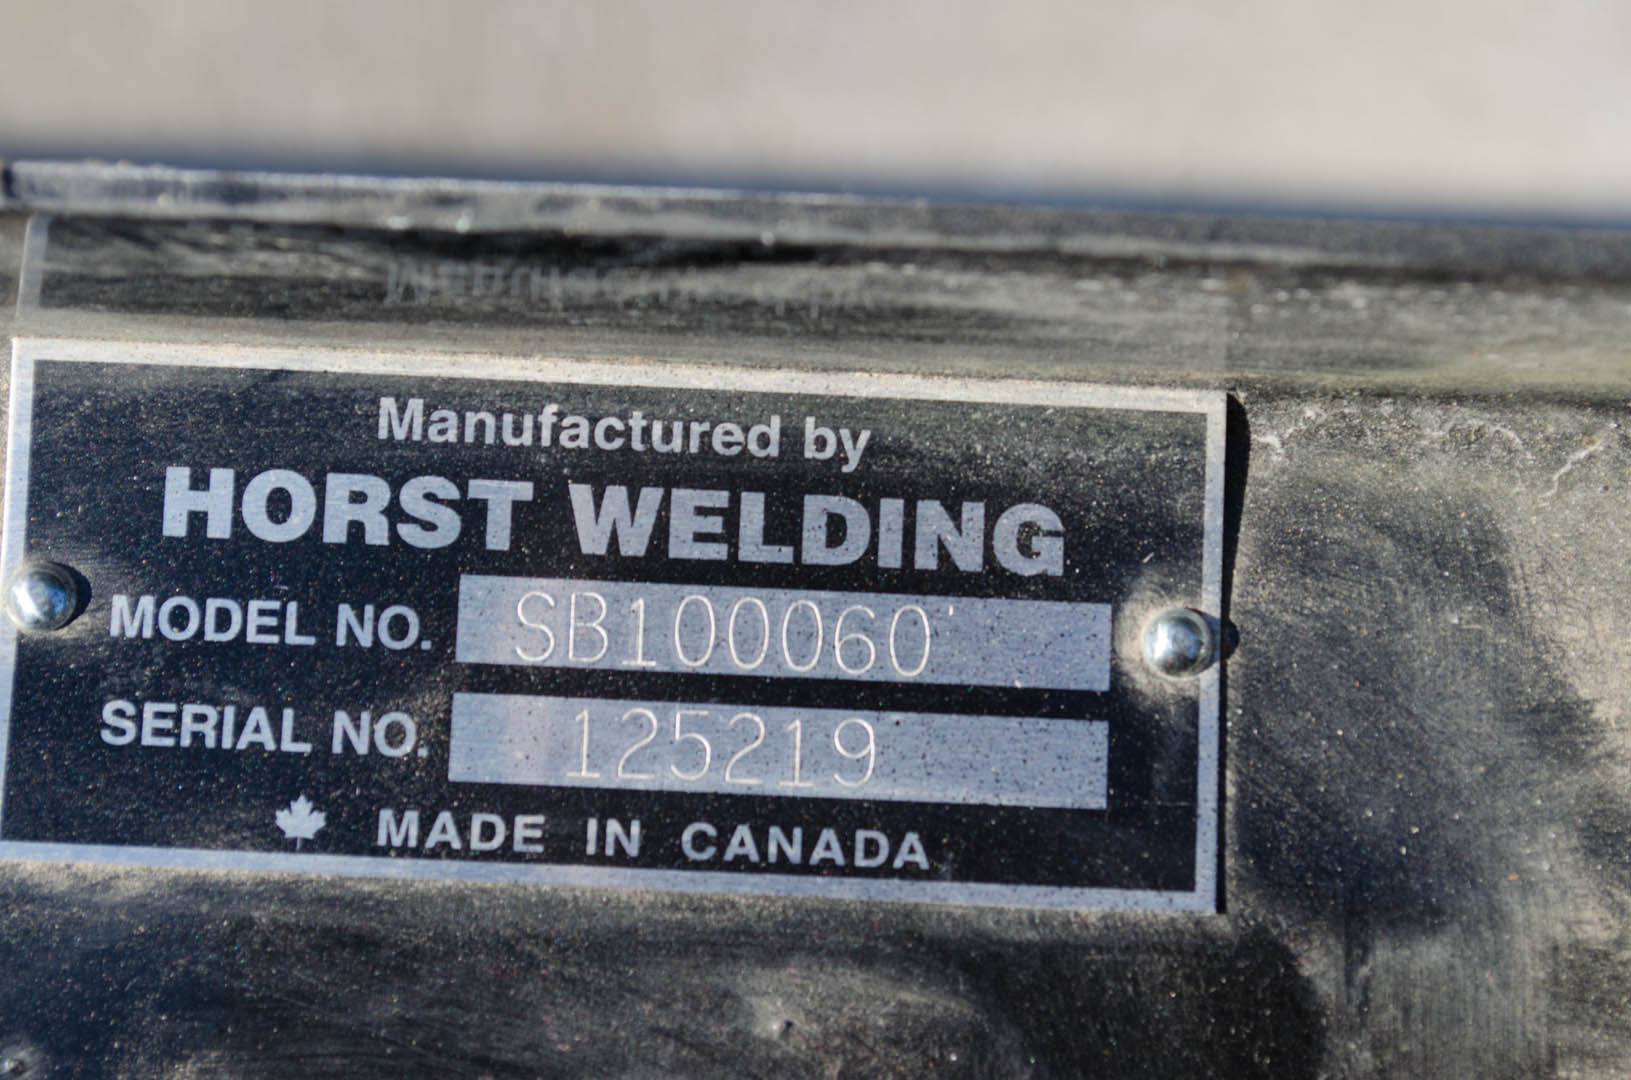 Manufactured by
HORST WELDING
MODEL NO. SB100060
SERIAL NO. 125219
MADE IN CANADA